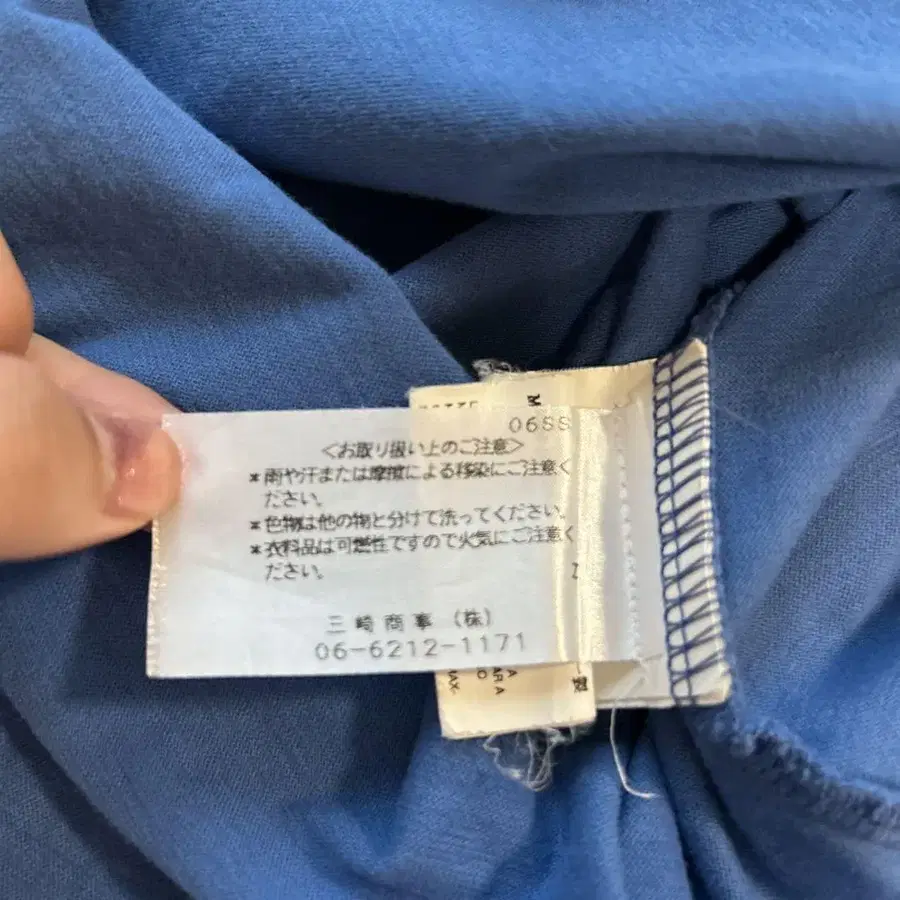 06SS
<お取り扱い上のご注意>
*雨や汗または摩擦による移染にご注意く
ださい。
*色物は他の物と分けて洗ってください。
*衣料品は可燃性ですので火気にご注意く
ださい。
三崎商事(株)
06-6212-1171
製